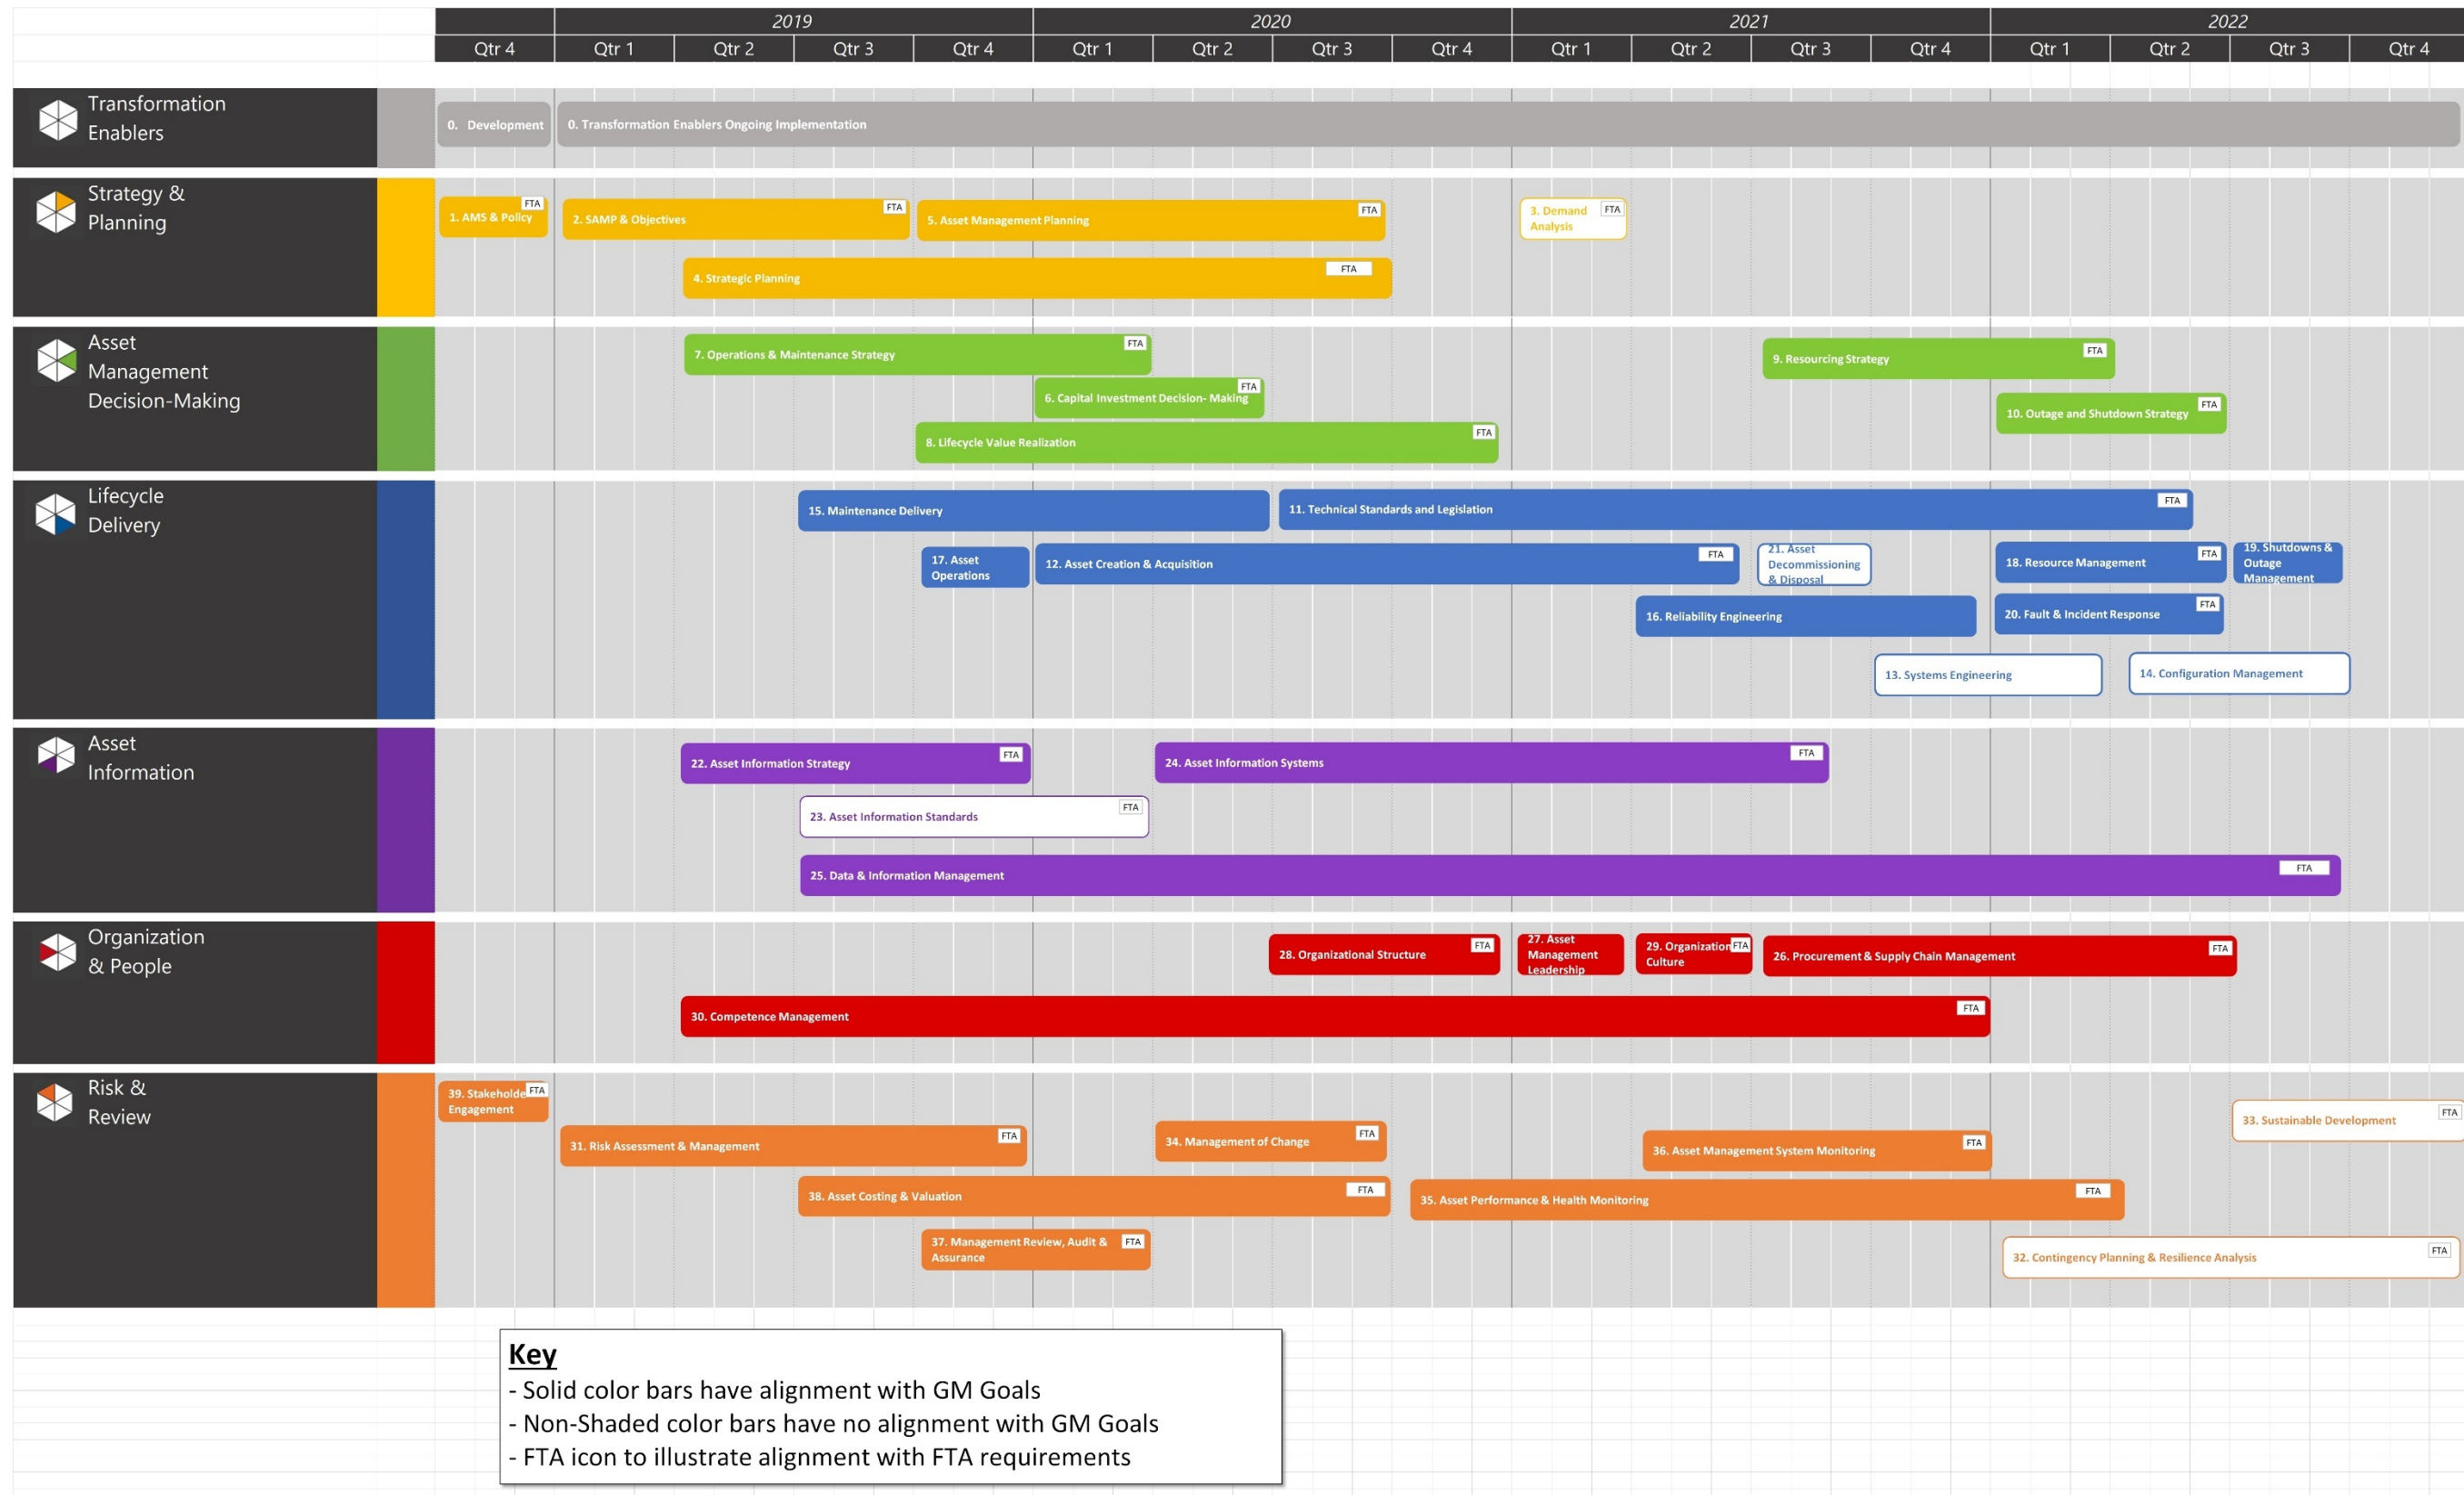 2019 2020 2021 2022
Qtr 4 Qtr 1 Qtr 2 Qtr 3 Qtr 4 Qtr 1 Qtr 2 Qtr 3 Qtr 4 Qtr 1 Qtr 2 Qtr 3 Qtr 4 Qtr 1 Qtr 2 Qtr 3 Qtr 4
Transformation
Enablers
0. Development
0. Transformation Enablers Ongoing Implementation
Strategy &
Planning
1. AMS & Policy
FTA
2. SAMP & Objectives
FTA
5. Asset Management Planning
FTA
3. Demand
Analysis
FTA
4. Strategic Planning
FTA
Asset
Management
Decision-Making
7. Operations & Maintenance Strategy
FTA
9. Resourcing Strategy
FTA
6. Capital Investment Decision- Making
FTA
10. Outage and Shutdown Strategy
FTA
8. Lifecycle Value Realization
FTA
Lifecycle
Delivery
15. Maintenance Delivery
11. Technical Standards and Legislation
FTA
17. Asset
Operations
12. Asset Creation & Acquisition
FTA
21. Asset
Decommissioning
& Disposal
18. Resource Management
FTA
19. Shutdowns &
Outage
Management
16. Reliability Engineering
20. Fault & Incident Response
FTA
13. Systems Engineering
14. Configuration Management
Asset
Information
22. Asset Information Strategy
FTA
24. Asset Information Systems
FTA
23. Asset Information Standards
FTA
25. Data & Information Management
FTA
Organization
& People
28. Organizational Structure
FTA
27. Asset
Management
Leadership
29. Organization
Culture
FTA
26. Procurement & Supply Chain Management
FTA
30. Competence Management
FTA
Risk &
Review
39. Stakeholde
Engagement
FTA
33. Sustainable Development
FTA
31. Risk Assessment & Management
FTA
34. Management of Change
FTA
36. Asset Management System Monitoring
FTA
38. Asset Costing & Valuation
FTA
35. Asset Performance & Health Monitoring
FTA
37. Management Review, Audit &
Assurance
FTA
32. Contingency Planning & Resilience Analysis
FTA
Key
- Solid color bars have alignment with GM Goals
- Non-Shaded color bars have no alignment with GM Goals
- FTA icon to illustrate alignment with FTA requirements